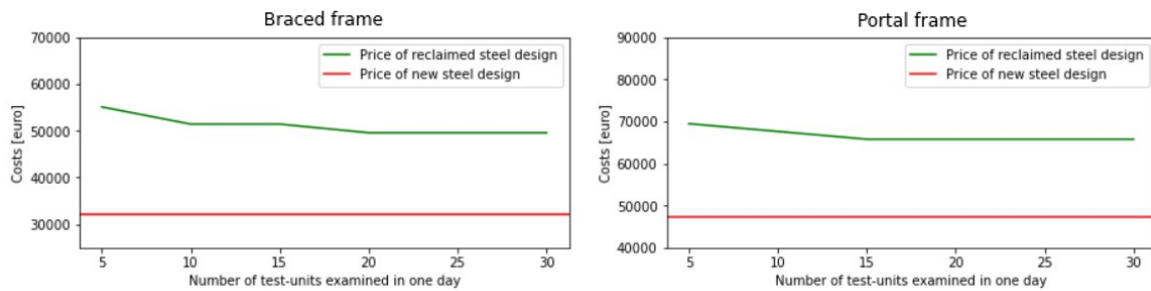 Braced frame
70000
60000
50000
40000
30000
Costs [euro]
Price of reclaimed steel design
Price of new steel design
5 10 15 20 25 30
Number of test-units examined in one day
Portal frame
90000
80000
70000
60000
50000
40000
Costs [euro]
Price of reclaimed steel design
Price of new steel design
5 10 15 20 25 30
Number of test-units examined in one day